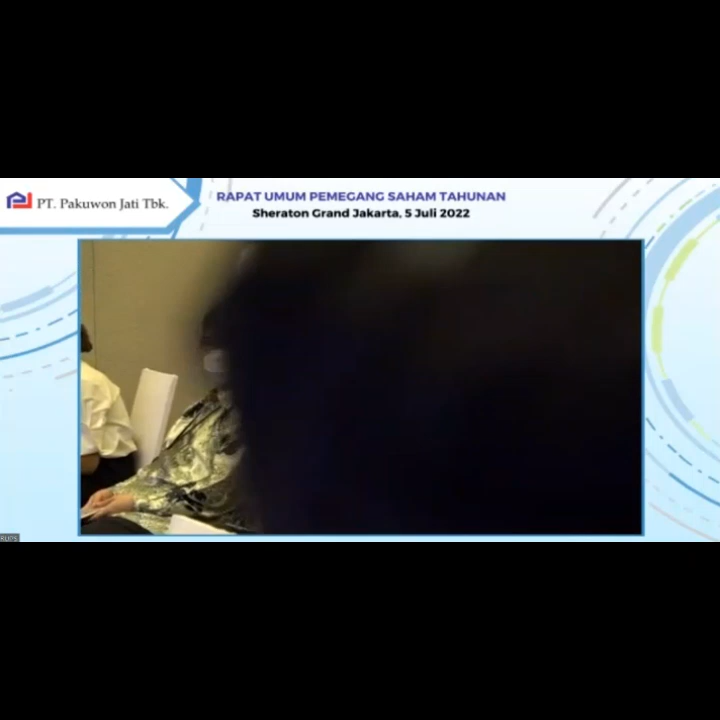 PT. Pakuwon Jati Tbk.
RAPAT UMUM PEMEGANG SAHAM TAHUNAN
Sheraton Grand Jakarta, 5 Juli 2022